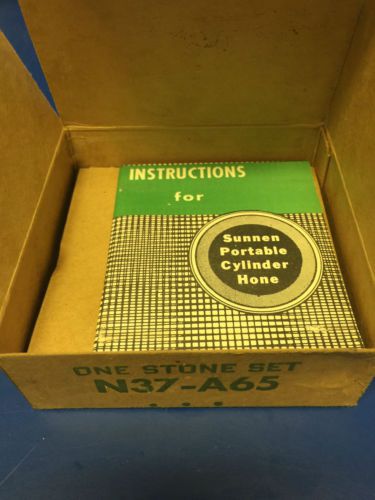 INSTRUCTIONS
for
Sunnen
Portable
Cylinder
Hone
ONE STONE SET
N37-A65